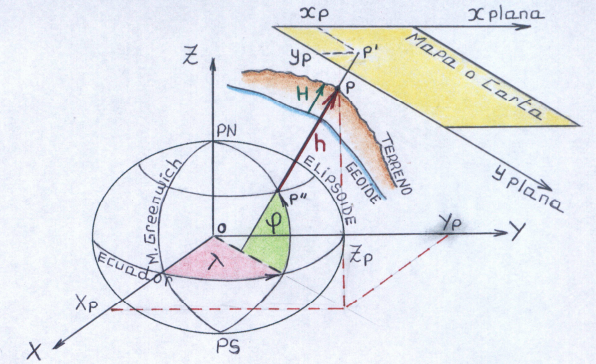 xp
x plana
yp
P'
Mapa o Carta
Z
H
P
h
TERRENO
GEOIDE
ELIPSOIDE
y plana
PN
M. Greenwich
P"
φ
O
Y
Yp
Zp
λ
Ecuador
Xp
X
PS